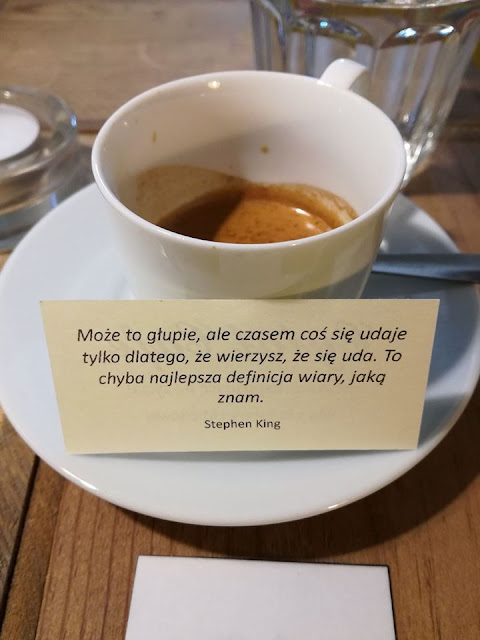 Może to głupie, ale czasem coś się udaje
tylko dlatego, że wierzysz, że się uda. To
chyba najlepsza definicja wiary, jaką
znam.
Stephen King